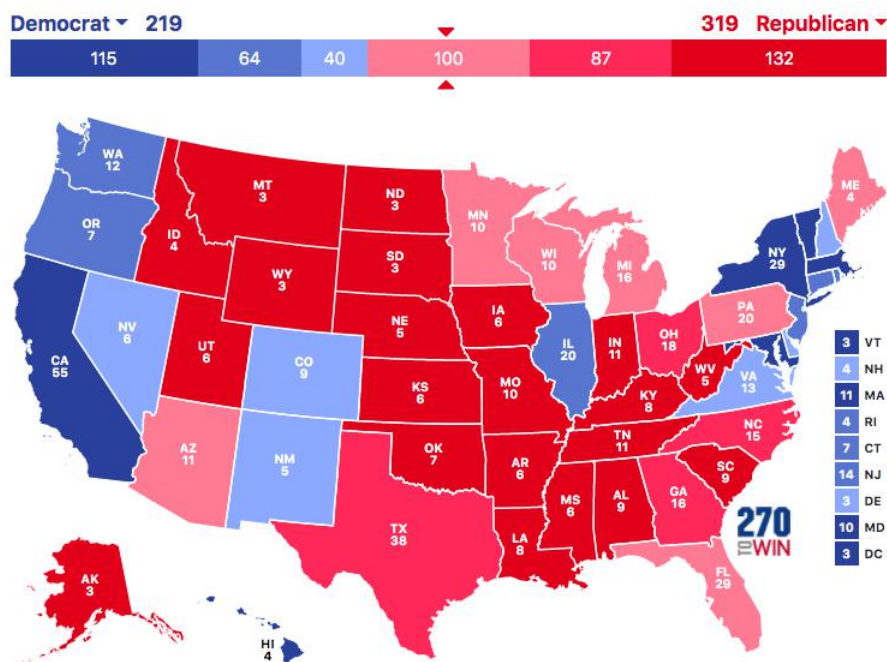 Democrat 219
319 Republican
115 64 40 100 87 132
WA
12
OR
7
CA
55
NV
6
ID
4
MT
3
WY
3
UT
6
AZ
11
CO
9
NM
5
ND
3
SD
3
NE
5
KS
6
OK
7
TX
38
MN
10
IA
6
MO
10
AR
6
LA
8
WI
10
IL
20
MI
16
IN
11
OH
18
KY
8
TN
11
MS
6
AL
9
GA
16
FL
29
SC
9
NC
15
VA
13
WV
5
PA
20
NY
29
ME
4
AK
3
HI
4
3 VT
4 NH
11 MA
4 RI
7 CT
14 NJ
3 DE
10 MD
3 DC
270
TO WIN